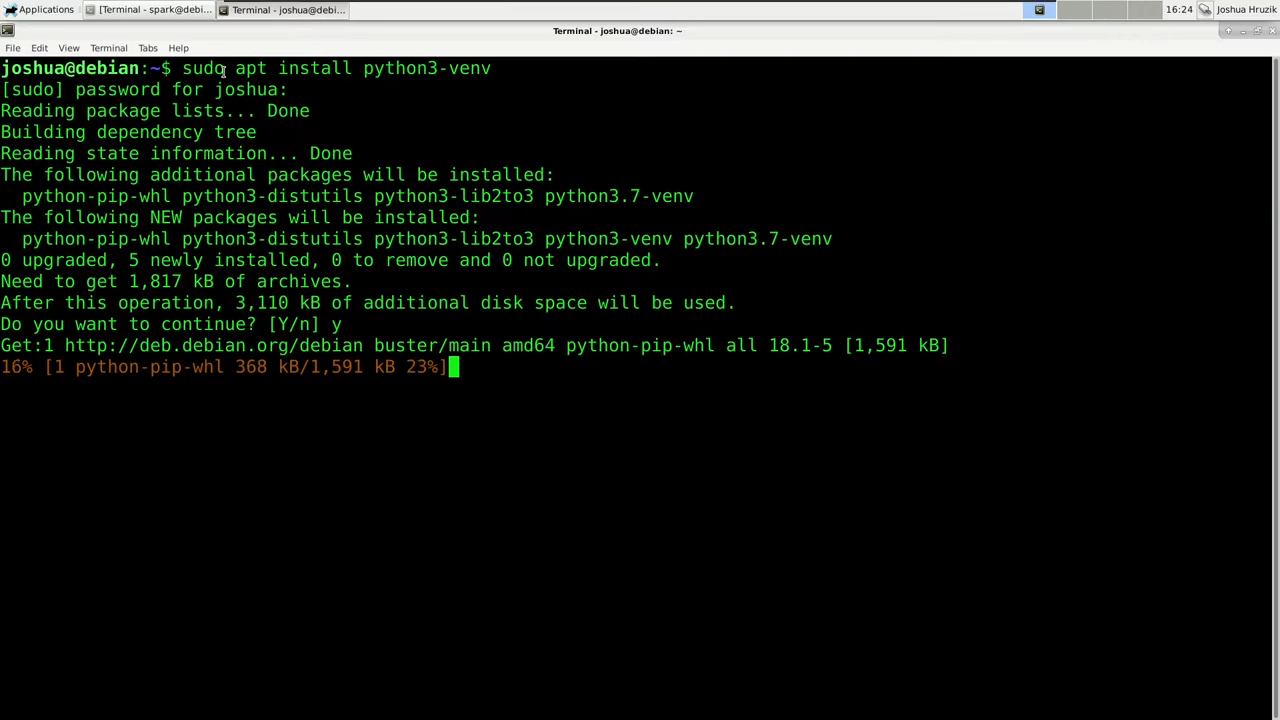 Applications [Terminal - spark@debi... Terminal - joshua@debi... 16:24 Joshua Hruzik
Terminal - joshua@debian: ~
File Edit View Terminal Tabs Help
joshua@debian:~$ sudo apt install python3-venv
[sudo] password for joshua:
Reading package lists... Done
Building dependency tree
Reading state information... Done
The following additional packages will be installed:
  python-pip-whl python3-distutils python3-lib2to3 python3.7-venv
The following NEW packages will be installed:
  python-pip-whl python3-distutils python3-lib2to3 python3-venv python3.7-venv
0 upgraded, 5 newly installed, 0 to remove and 0 not upgraded.
Need to get 1,817 kB of archives.
After this operation, 3,110 kB of additional disk space will be used.
Do you want to continue? [Y/n] y
Get:1 http://deb.debian.org/debian buster/main amd64 python-pip-whl all 18.1-5 [1,591 kB]
16% [1 python-pip-whl 368 kB/1,591 kB 23%]